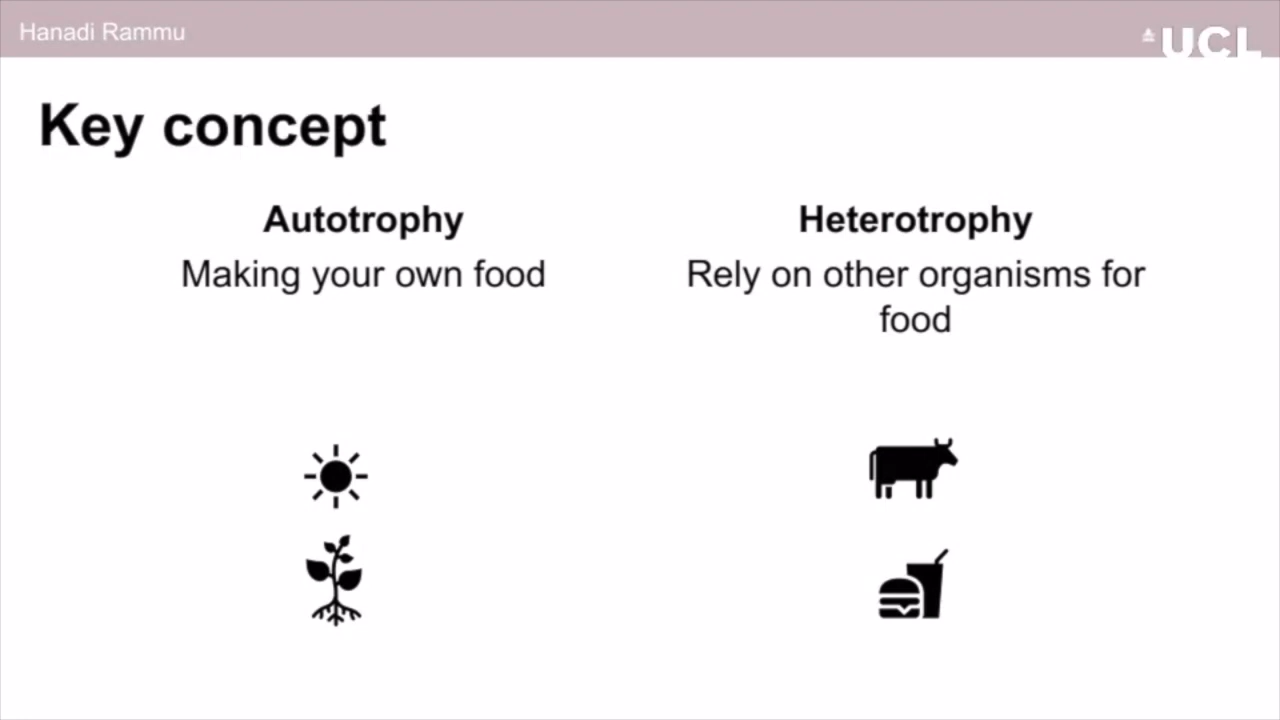 Hanadi Rammu
UCL
Key concept
Autotrophy
Making your own food
Heterotrophy
Rely on other organisms for
food